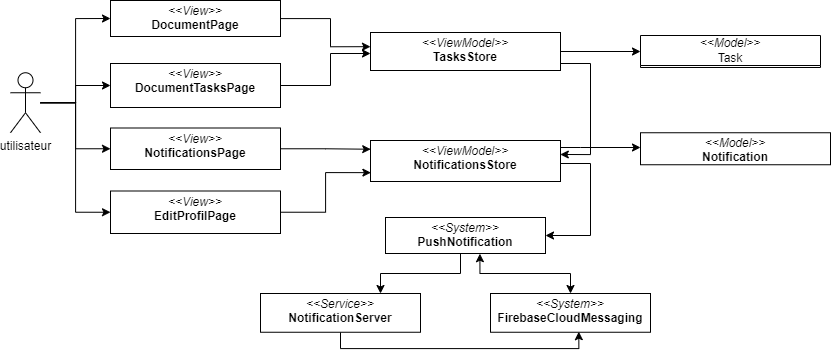 <<View>>
DocumentPage
<<ViewModel>>
TasksStore
<<Model>>
Task
<<View>>
DocumentTasksPage
utilisateur
<<View>>
NotificationsPage
<<ViewModel>>
NotificationsStore
<<Model>>
Notification
<<View>>
EditProfilPage
<<System>>
PushNotification
<<Service>>
NotificationServer
<<System>>
FirebaseCloudMessaging